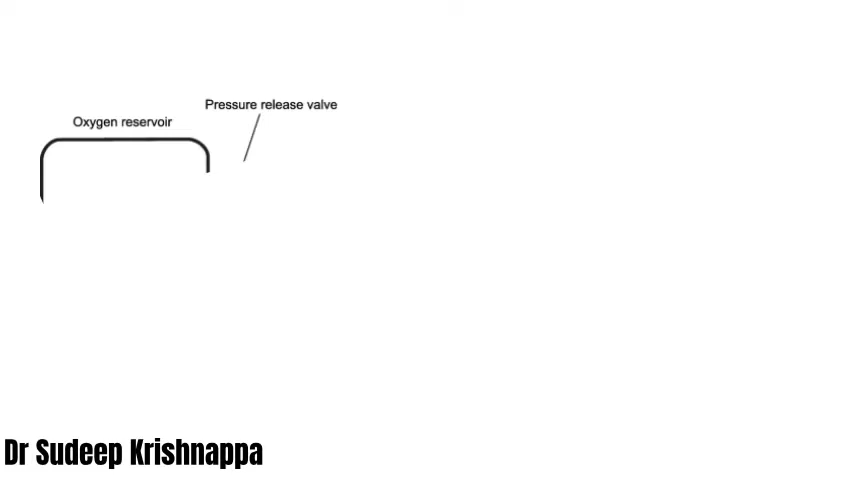 Pressure release valve
Oxygen reservoir
Dr Sudeep Krishnappa